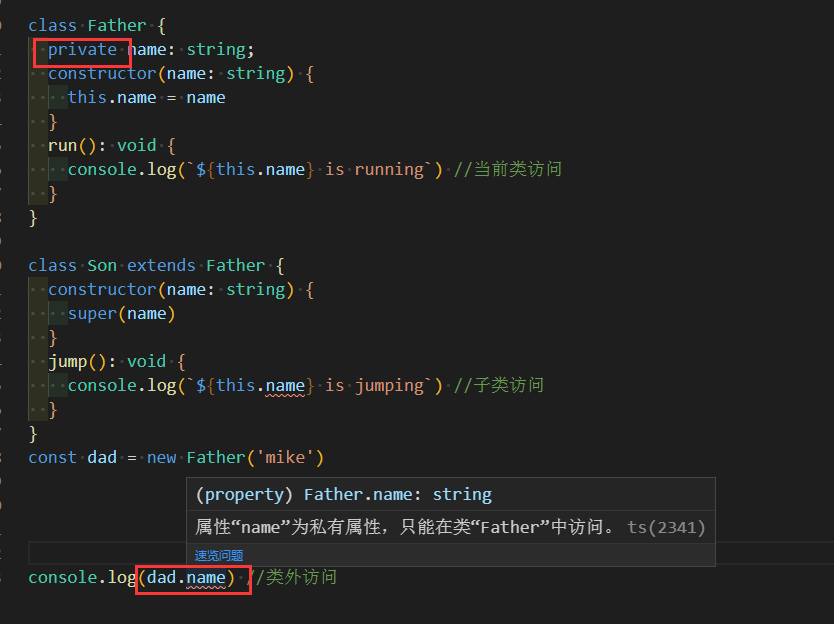 class Father {
  private name: string;
  constructor(name: string) {
    this.name = name
  }
  run(): void {
    console.log(`${this.name} is running`) //当前类访问
  }
}
class Son extends Father {
  constructor(name: string) {
    super(name)
  }
  jump(): void {
    console.log(`${this.name} is jumping`) //子类访问
  }
}
const dad = new Father('mike')
(property) Father.name: string
属性“name”为私有属性，只能在类“Father”中访问。 ts(2341)
速览问题
console.log(dad.name) //类外访问